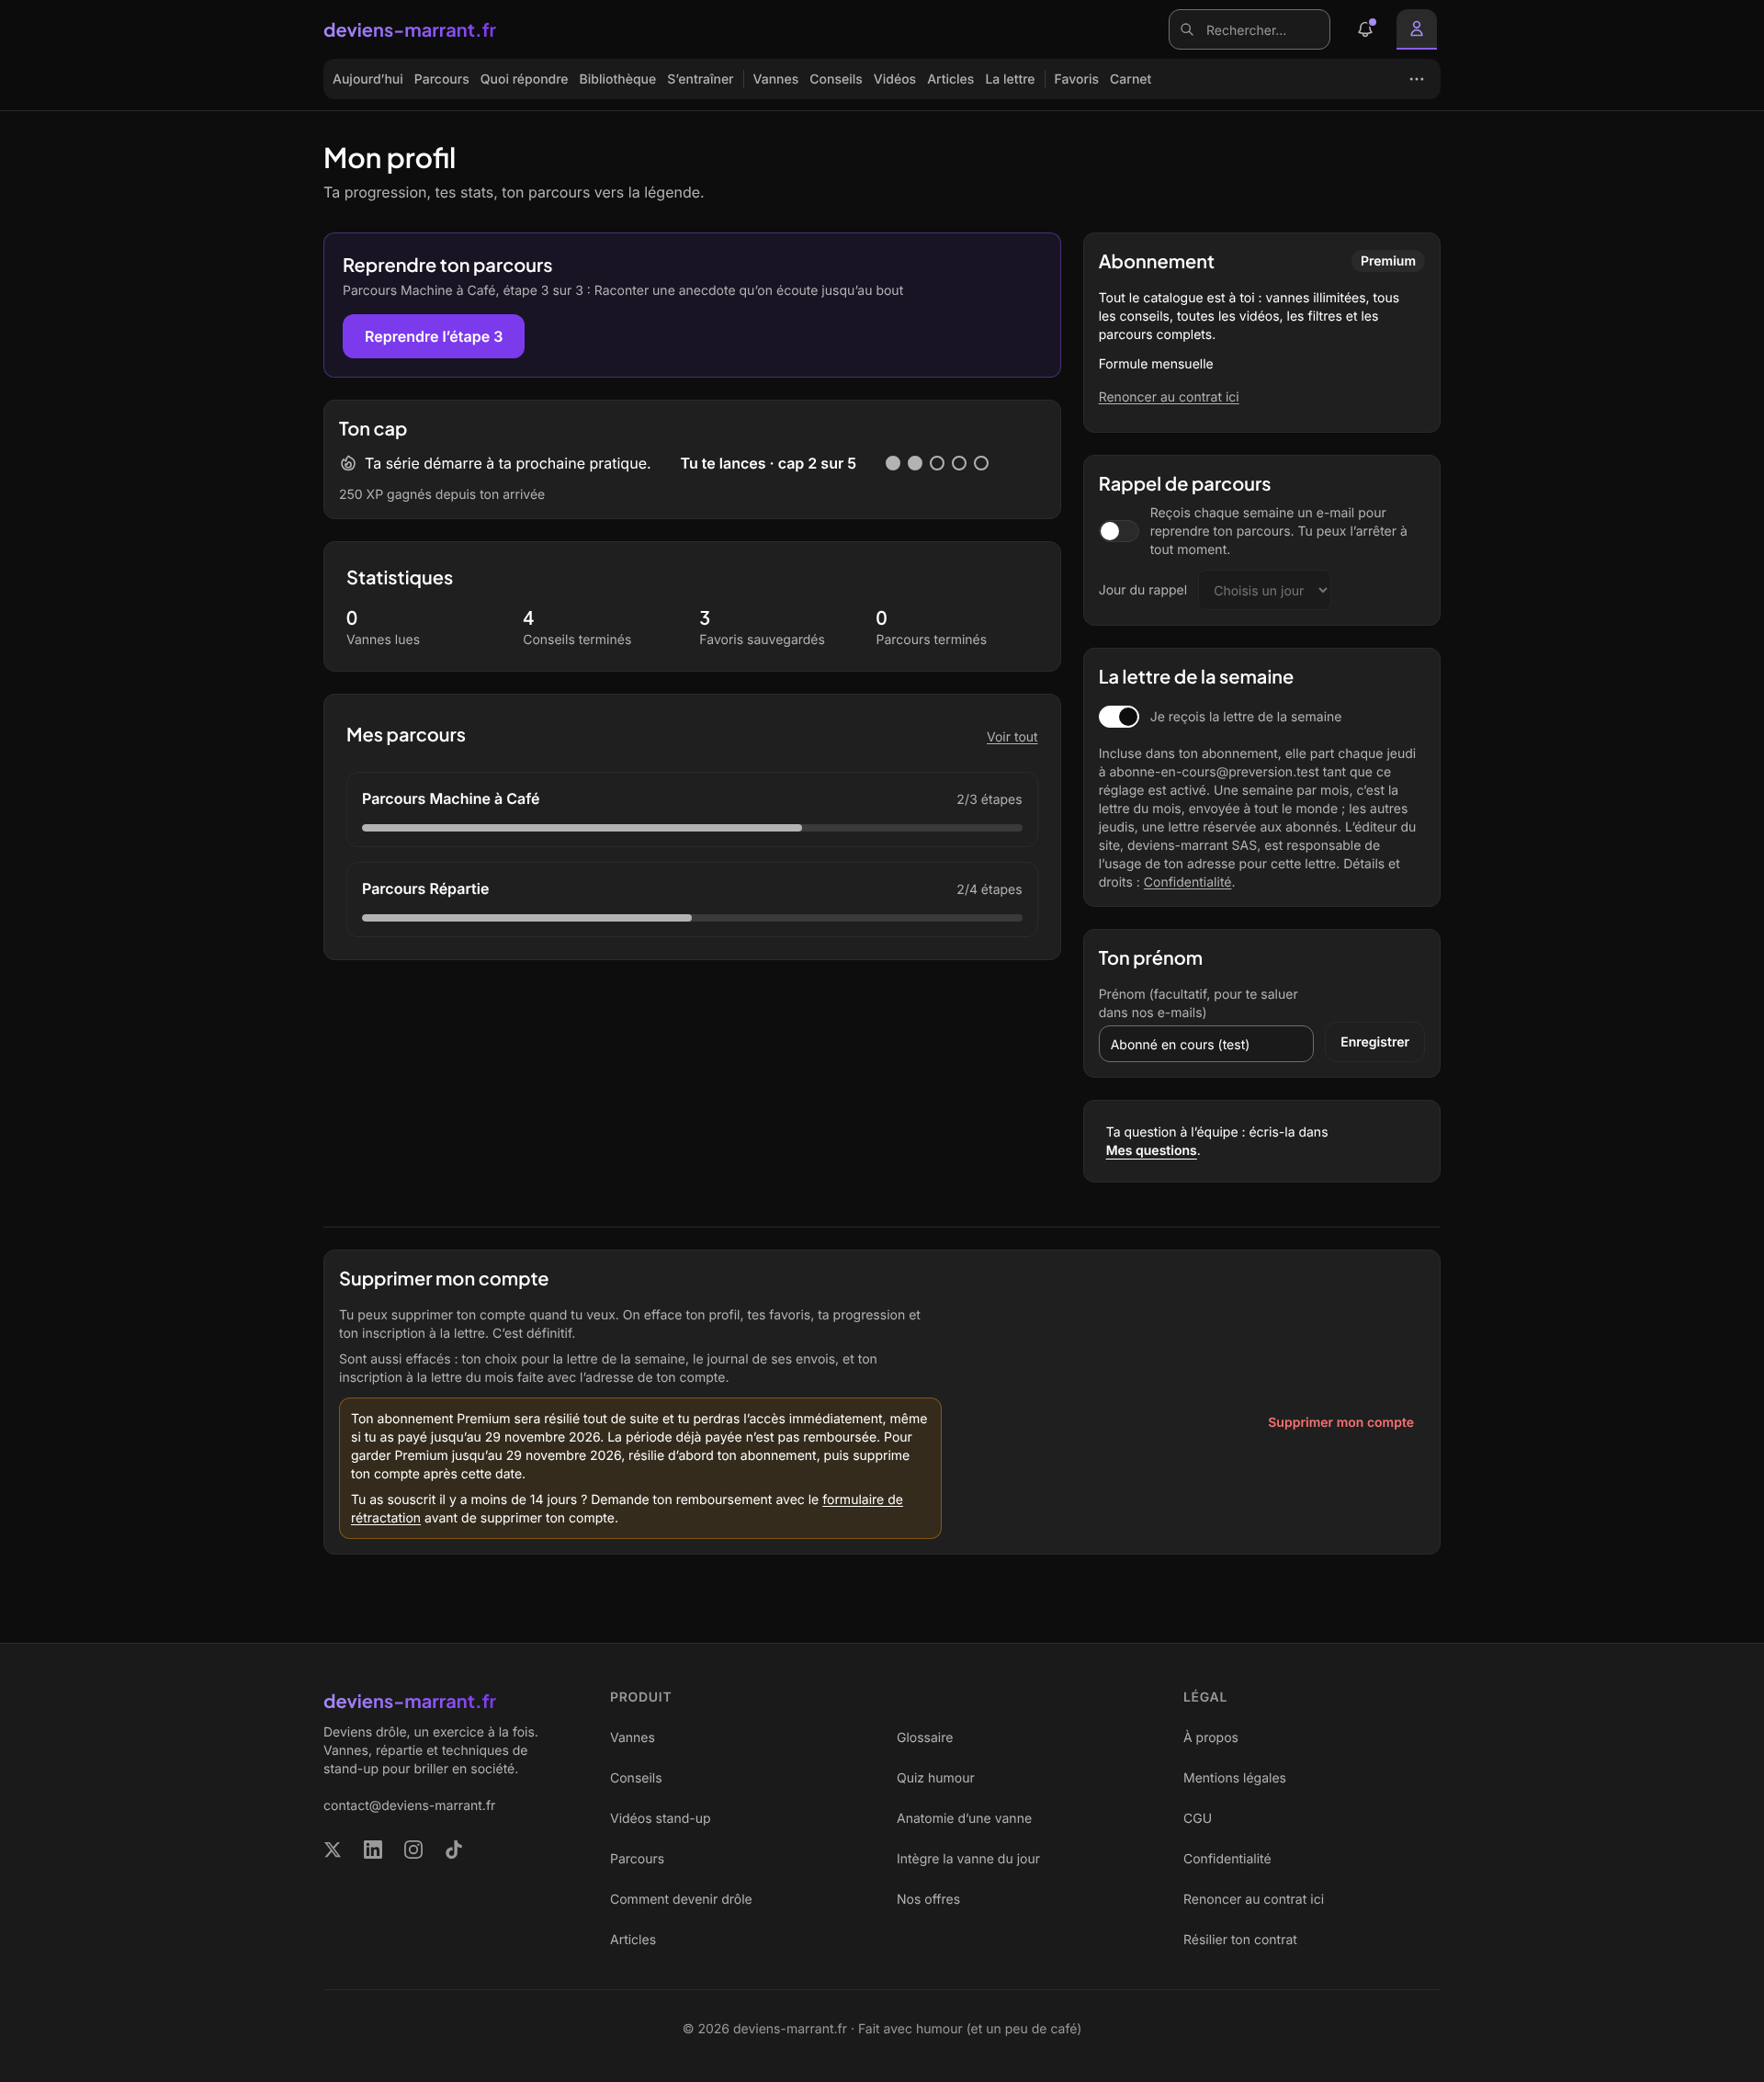 deviens-marrant.fr
Rechercher...
Aujourd’hui Parcours Quoi répondre Bibliothèque S’entraîner Vannes Conseils Vidéos Articles La lettre Favoris Carnet
Mon profil
Ta progression, tes stats, ton parcours vers la légende.
Reprendre ton parcours
Parcours Machine à Café, étape 3 sur 3 : Raconter une anecdote qu’on écoute jusqu’au bout
Reprendre l’étape 3
Ton cap
Ta série démarre à ta prochaine pratique.
Tu te lances · cap 2 sur 5
250 XP gagnés depuis ton arrivée
Statistiques
0
Vannes lues
4
Conseils terminés
3
Favoris sauvegardés
0
Parcours terminés
Mes parcours
Voir tout
Parcours Machine à Café
2/3 étapes
Parcours Répartie
2/4 étapes
Abonnement
Premium
Tout le catalogue est à toi : vannes illimitées, tous
les conseils, toutes les vidéos, les filtres et les
parcours complets.
Formule mensuelle
Renoncer au contrat ici
Rappel de parcours
Reçois chaque semaine un e-mail pour
reprendre ton parcours. Tu peux l’arrêter à
tout moment.
Jour du rappel
Choisis un jour
La lettre de la semaine
Je reçois la lettre de la semaine
Incluse dans ton abonnement, elle part chaque jeudi
à abonne-en-cours@preversion.test tant que ce
réglage est activé. Une semaine par mois, c’est la
lettre du mois, envoyée à tout le monde ; les autres
jeudis, une lettre réservée aux abonnés. L’éditeur du
site, deviens-marrant SAS, est responsable de
l’usage de ton adresse pour cette lettre. Détails et
droits : Confidentialité.
Ton prénom
Prénom (facultatif, pour te saluer
dans nos e-mails)
Abonné en cours (test)
Enregistrer
Ta question à l’équipe : écris-la dans
Mes questions.
Supprimer mon compte
Tu peux supprimer ton compte quand tu veux. On efface ton profil, tes favoris, ta progression et
ton inscription à la lettre. C’est définitif.
Sont aussi effacés : ton choix pour la lettre de la semaine, le journal de ses envois, et ton
inscription à la lettre du mois faite avec l’adresse de ton compte.
Ton abonnement Premium sera résilié tout de suite et tu perdras l’accès immédiatement, même
si tu as payé jusqu’au 29 novembre 2026. La période déjà payée n’est pas remboursée. Pour
garder Premium jusqu’au 29 novembre 2026, résilie d’abord ton abonnement, puis supprime
ton compte après cette date.
Tu as souscrit il y a moins de 14 jours ? Demande ton remboursement avec le formulaire de
rétractation avant de supprimer ton compte.
Supprimer mon compte
deviens-marrant.fr
Deviens drôle, un exercice à la fois.
Vannes, répartie et techniques de
stand-up pour briller en société.
contact@deviens-marrant.fr
PRODUIT
Vannes
Conseils
Vidéos stand-up
Parcours
Comment devenir drôle
Articles
Glossaire
Quiz humour
Anatomie d’une vanne
Intègre la vanne du jour
Nos offres
LÉGAL
À propos
Mentions légales
CGU
Confidentialité
Renoncer au contrat ici
Résilier ton contrat
© 2026 deviens-marrant.fr · Fait avec humour (et un peu de café)